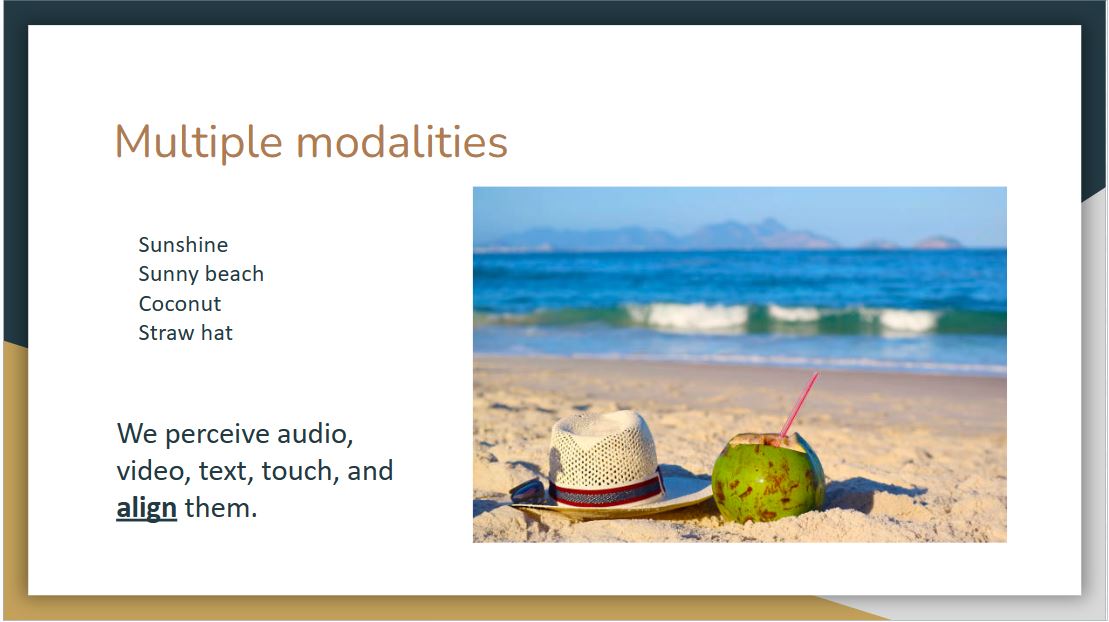 Multiple modalities
Sunshine
Sunny beach
Coconut
Straw hat
We perceive audio,
video, text, touch, and
align them.